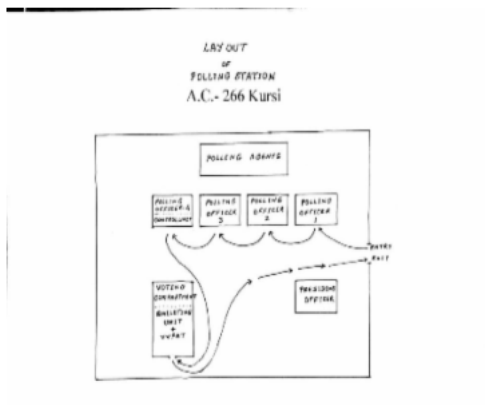 LAY OUT
OF
POLLING STATION
A.C.- 266 Kursi
POLLING AGENTS
POLLING
OFFICER-4
CONTROL UNIT
POLLING
OFFICER
3
POLLING
OFFICER
2
POLLING
OFFICER
1
ENTRY
EXIT
VOTING
COMPARTMENT
BALLOTING
UNIT
+
VVPAT
PRESIDING
OFFICER